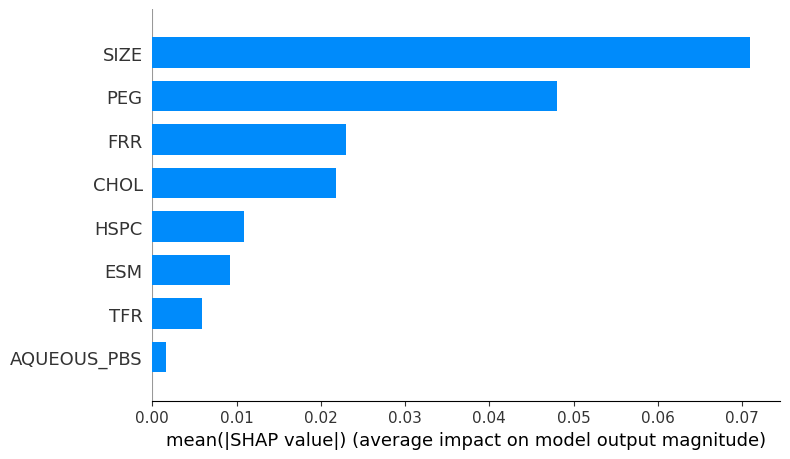 SIZE
PEG
FRR
CHOL
HSPC
ESM
TFR
AQUEOUS_PBS
0.00 0.01 0.02 0.03 0.04 0.05 0.06 0.07
mean(|SHAP value|) (average impact on model output magnitude)